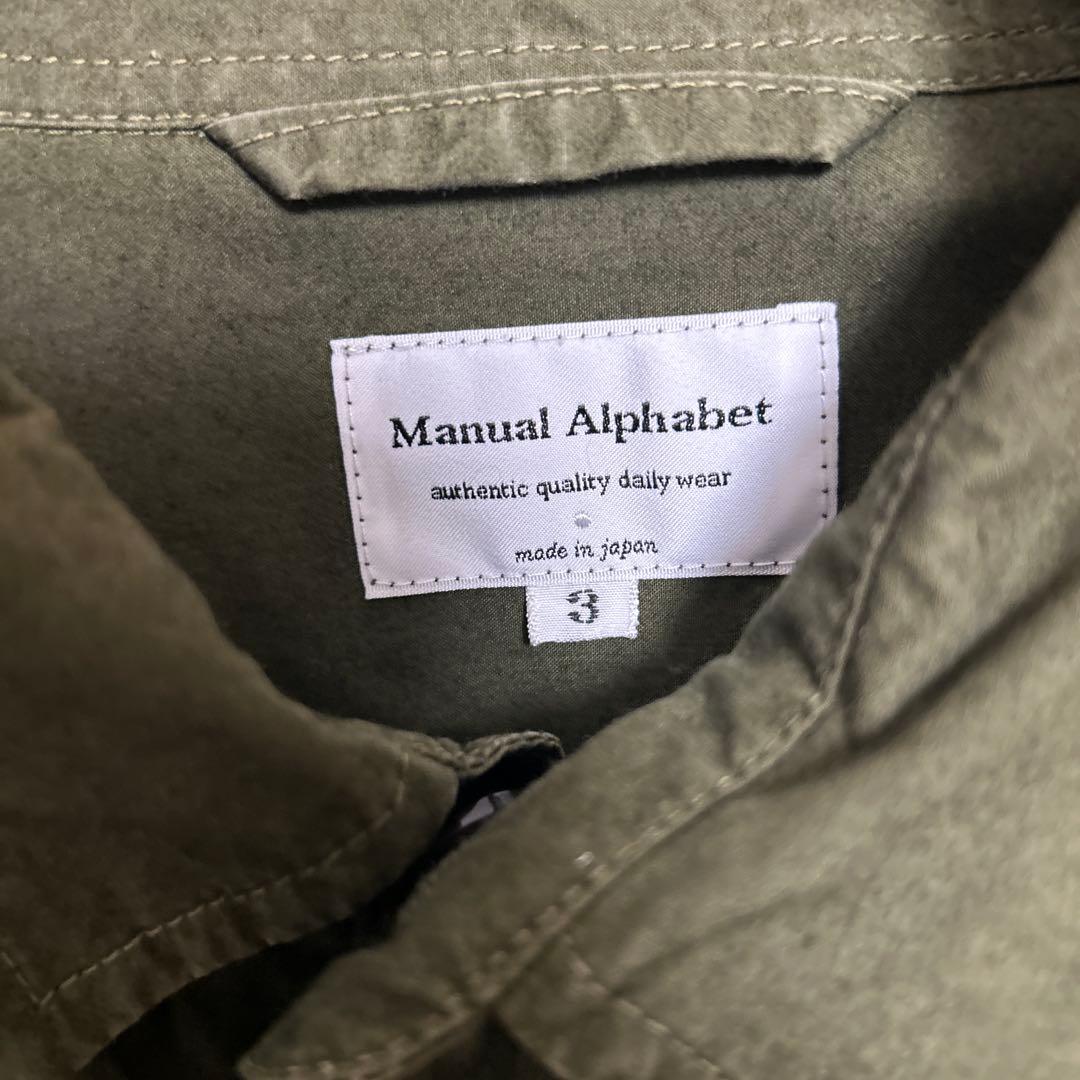 Manual Alphabet
authentic quality daily wear
made in japan
3